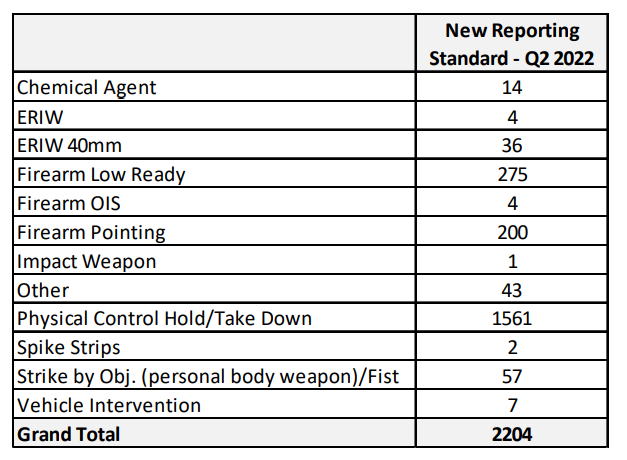 New Reporting
Standard - Q2 2022
Chemical Agent 14
ERIW 4
ERIW 40mm 36
Firearm Low Ready 275
Firearm OIS 4
Firearm Pointing 200
Impact Weapon 1
Other 43
Physical Control Hold/Take Down 1561
Spike Strips 2
Strike by Obj. (personal body weapon)/Fist 57
Vehicle Intervention 7
Grand Total 2204